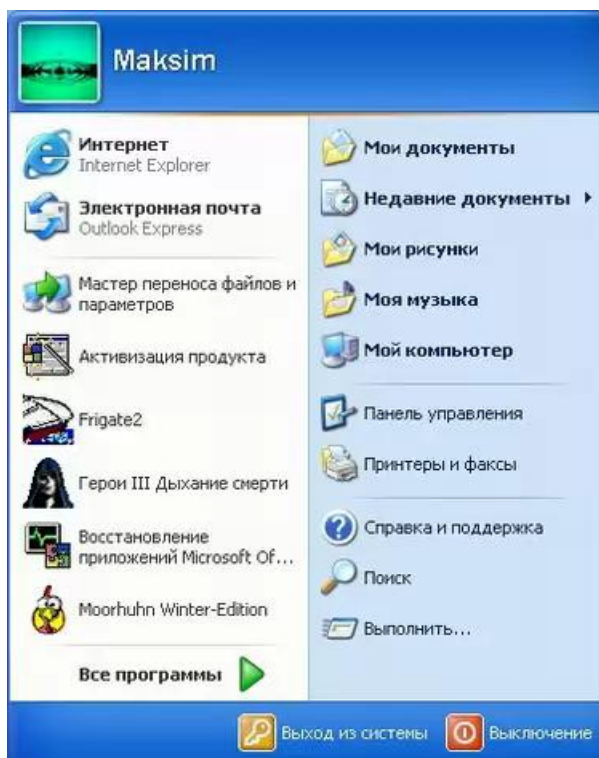 Maksim
Интернет
Internet Explorer
Электронная почта
Outlook Express
Мастер переноса файлов и
параметров
Активизация продукта
Frigate2
Герои III Дыхание смерти
Восстановление
приложений Microsoft Of...
Moorhuhn Winter-Edition
Все программы
Мои документы
Недавние документы
Мои рисунки
Моя музыка
Мой компьютер
Панель управления
Принтеры и факсы
Справка и поддержка
Поиск
Выполнить...
Выход из системы
Выключение